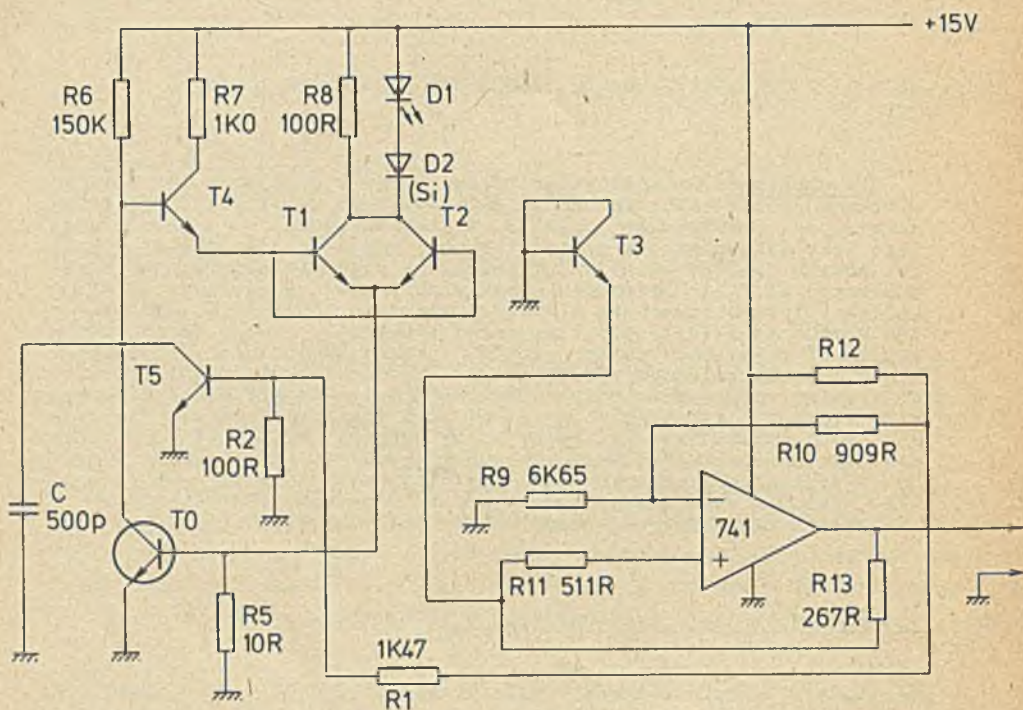 +15V
R6
150K
R7
1K0
R8
100R
D1
D2
(Si)
T4
T1
T2
T3
T5
R2
100R
C
500p
T0
R5
10R
1K47
R1
R9 6K65
R11 511R
741
−
+
R12
R10 909R
R13
267R